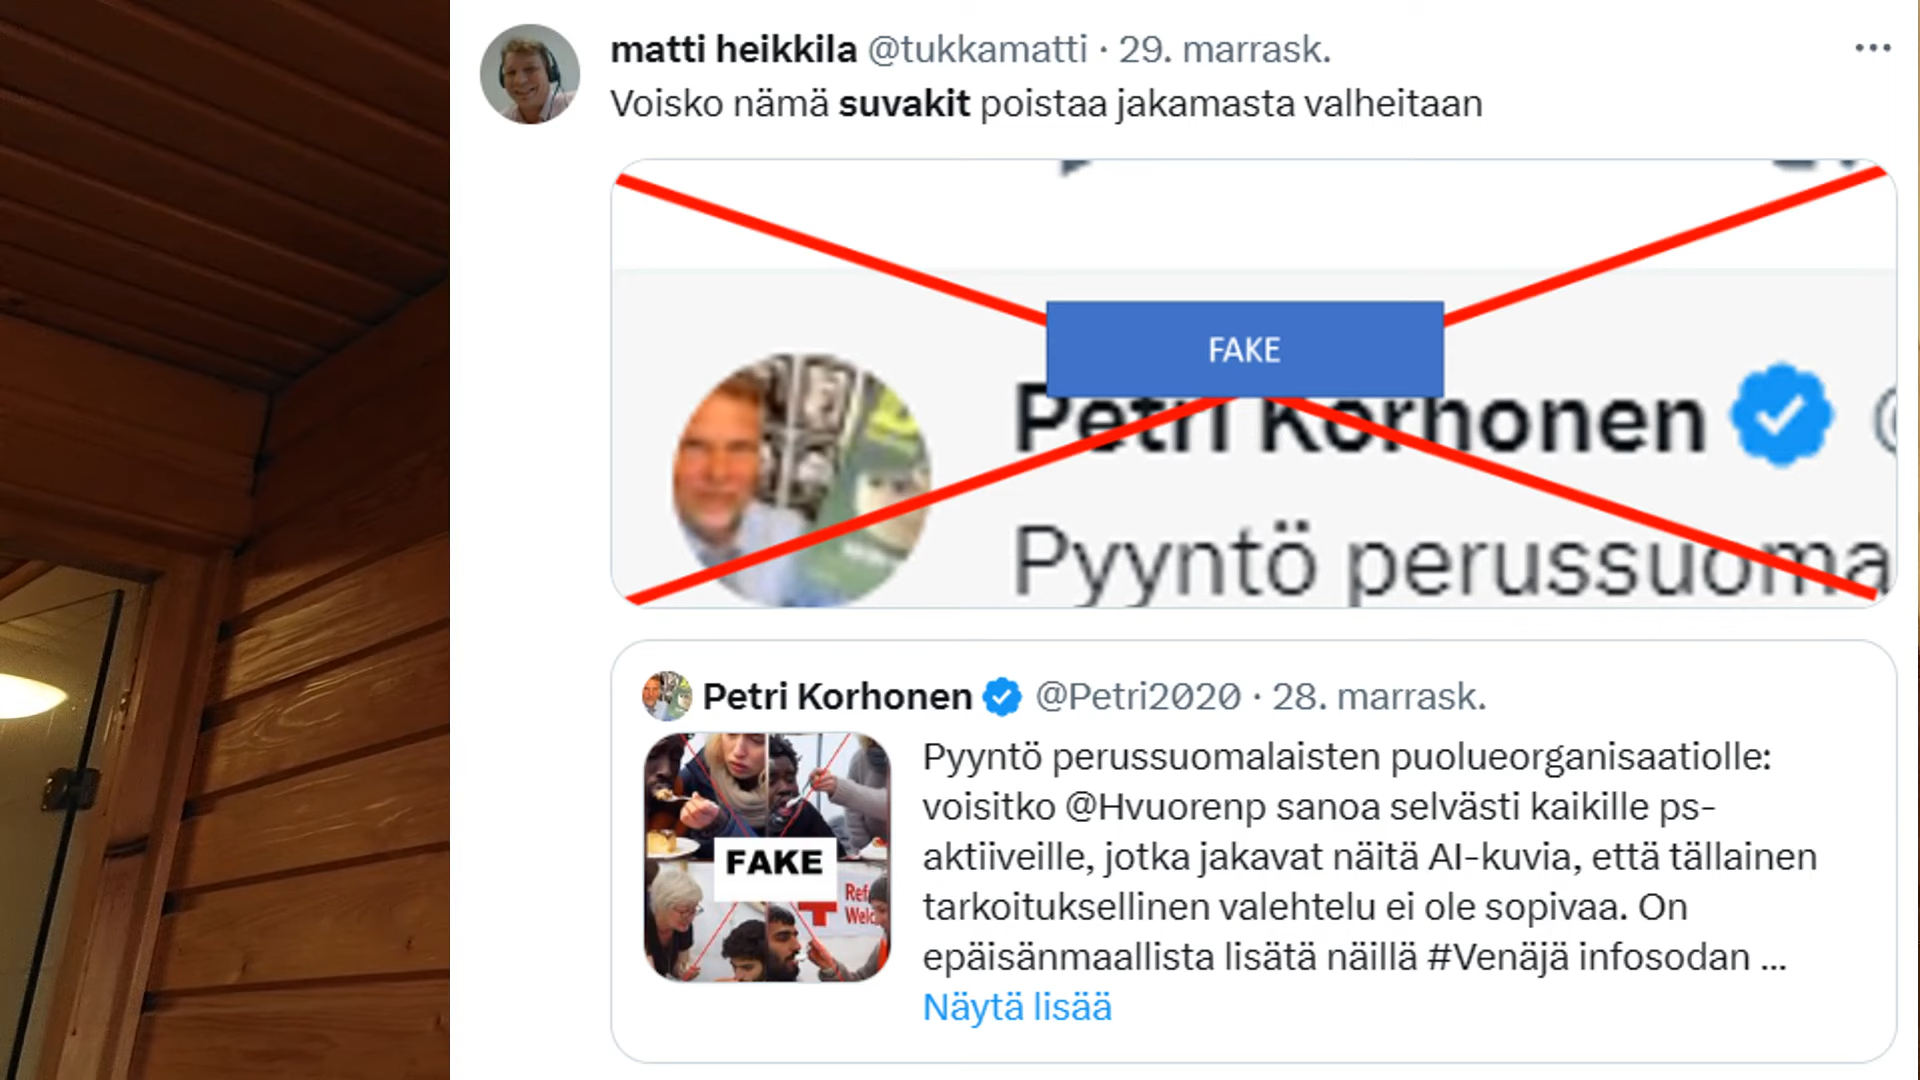 matti heikkila @tukkamatti · 29. marrask.
Voisko nämä suvakit poistaa jakamasta valheitaan
FAKE
Petri Korhonen
Pyyntö perussuoma
Petri Korhonen @Petri2020 · 28. marrask.
FAKE
Pyyntö perussuomalaisten puolueorganisaatiolle:
voisitko @Hvuorenp sanoa selvästi kaikille ps-
aktiiveille, jotka jakavat näitä AI-kuvia, että tällainen
tarkoituksellinen valehtelu ei ole sopivaa. On
epäisänmaallista lisätä näillä #Venäjä infosodan ...
Näytä lisää